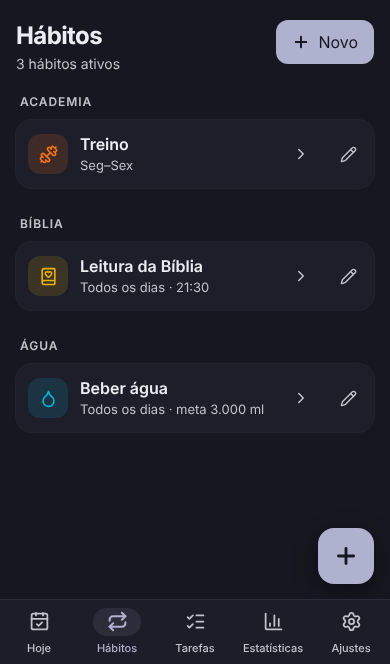 Hábitos
Novo
3 hábitos ativos
ACADEMIA
Treino
Seg–Sex
BÍBLIA
Leitura da Bíblia
Todos os dias · 21:30
ÁGUA
Beber água
Todos os dias · meta 3.000 ml
Hoje
Hábitos
Tarefas
Estatísticas
Ajustes